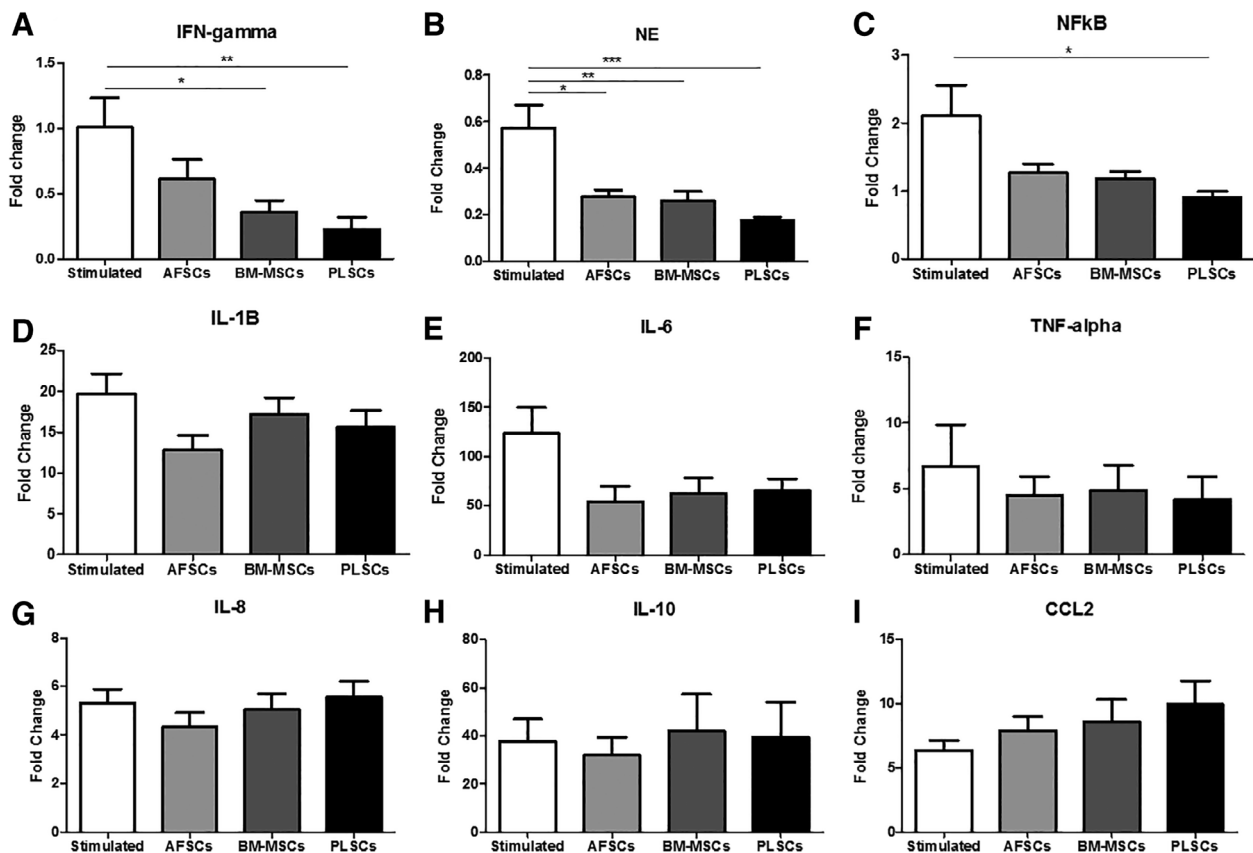 A
IFN-gamma
**
*
Fold change
1.5
1.0
0.5
0.0
Stimulated AFSCs BM-MSCs PLSCs
B
NE
***
**
*
Fold Change
0.8
0.6
0.4
0.2
0.0
Stimulated AFSCs BM-MSCs PLSCs
C
NFkB
*
Fold Change
3
2
1
0
Stimulated AFSCs BM-MSCs PLSCs
D
IL-1B
Fold Change
25
20
15
10
5
0
Stimulated AFSCs BM-MSCs PLSCs
E
IL-6
Fold Change
200
150
100
50
0
Stimulated AFSCs BM-MSCs PLSCs
F
TNF-alpha
Fold change
15
10
5
0
Stimulated AFSCs BM-MSCs PLSCs
G
IL-8
Fold Change
8
6
4
2
0
Stimulated AFSCs BM-MSCs PLSCs
H
IL-10
Fold Change
80
60
40
20
0
Stimulated AFSCs BM-MSCs PLSCs
I
CCL2
Fold Change
15
10
5
0
Stimulated AFSCs BM-MSCs PLSCs